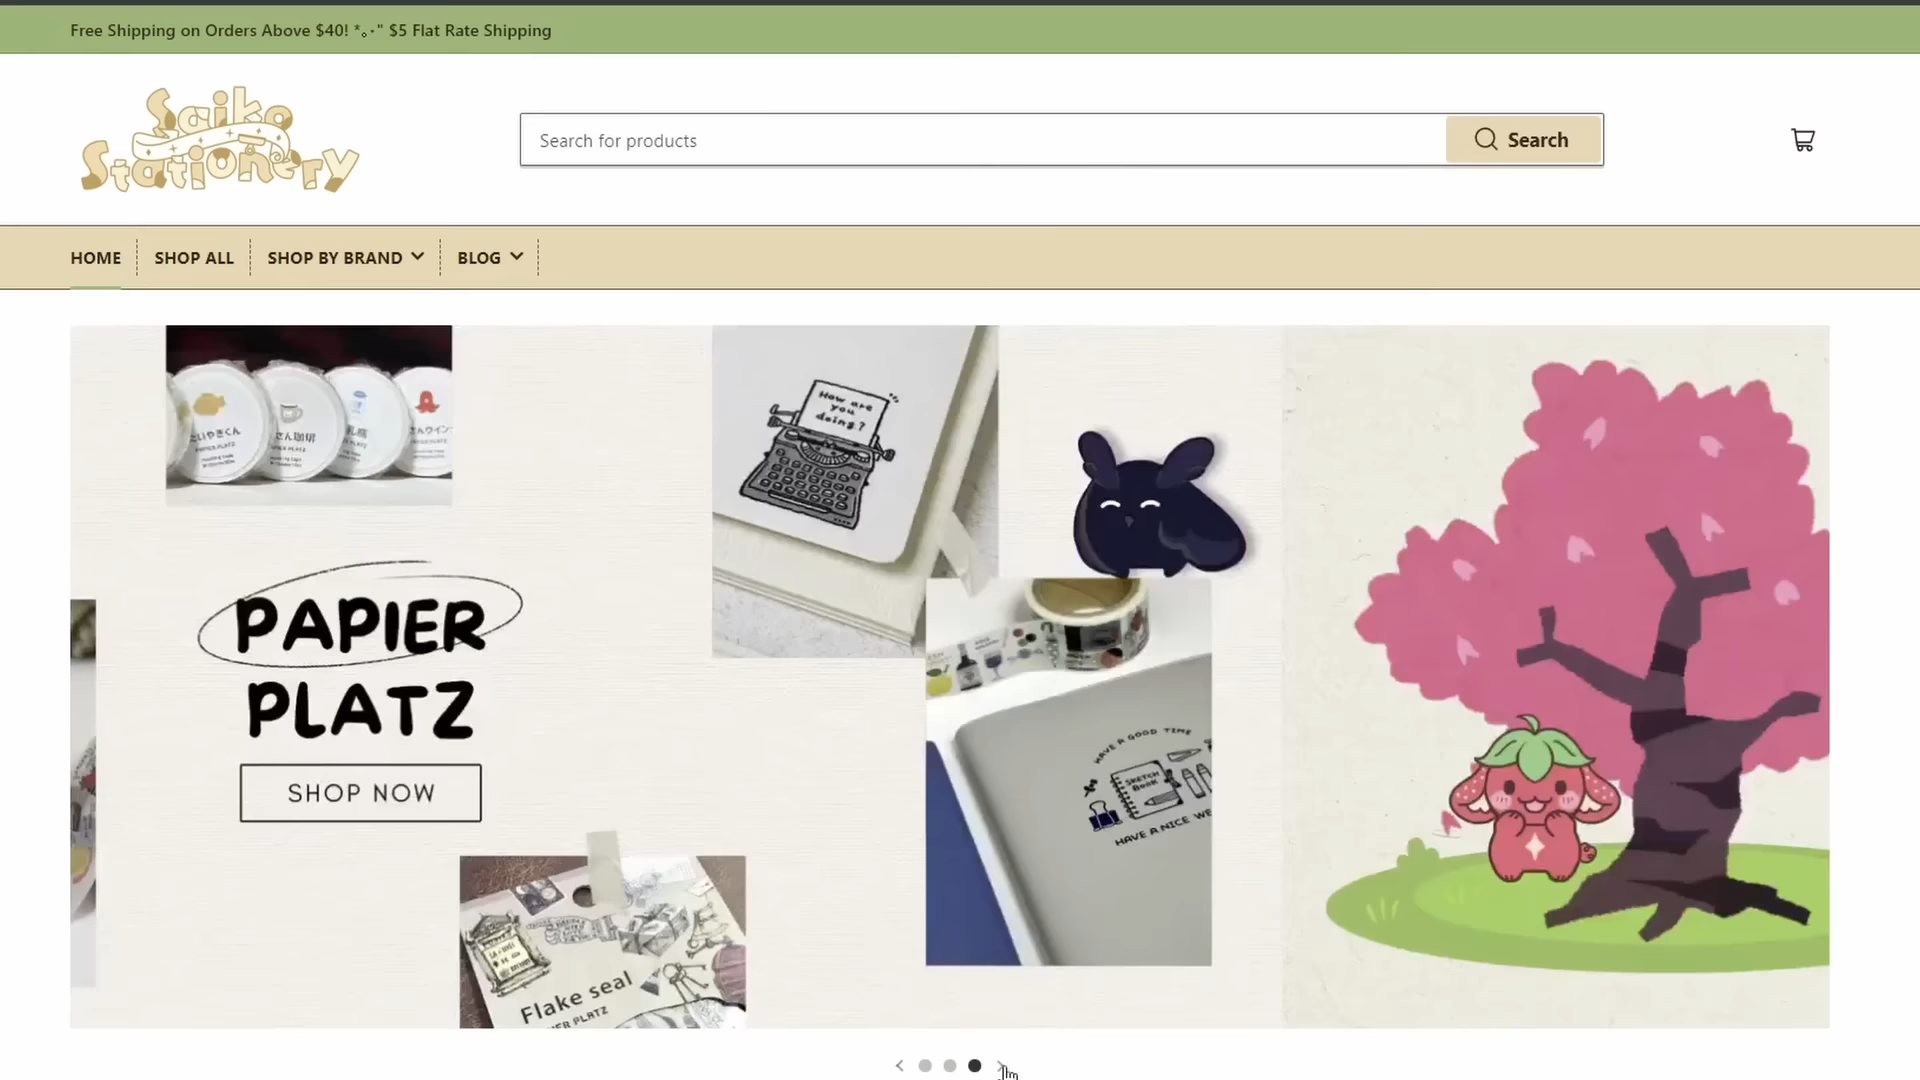 Free Shipping on Orders Above $40! *｡⋆" $5 Flat Rate Shipping
Saiko
Stationery
Search for products
Search
HOME
SHOP ALL
SHOP BY BRAND
BLOG
How are
you
doing?
PAPIER
PLATZ
SHOP NOW
HAVE A GOOD TIME
SKETCH
BOOK
HAVE A NICE WE
Flake seal
IER PLATZ